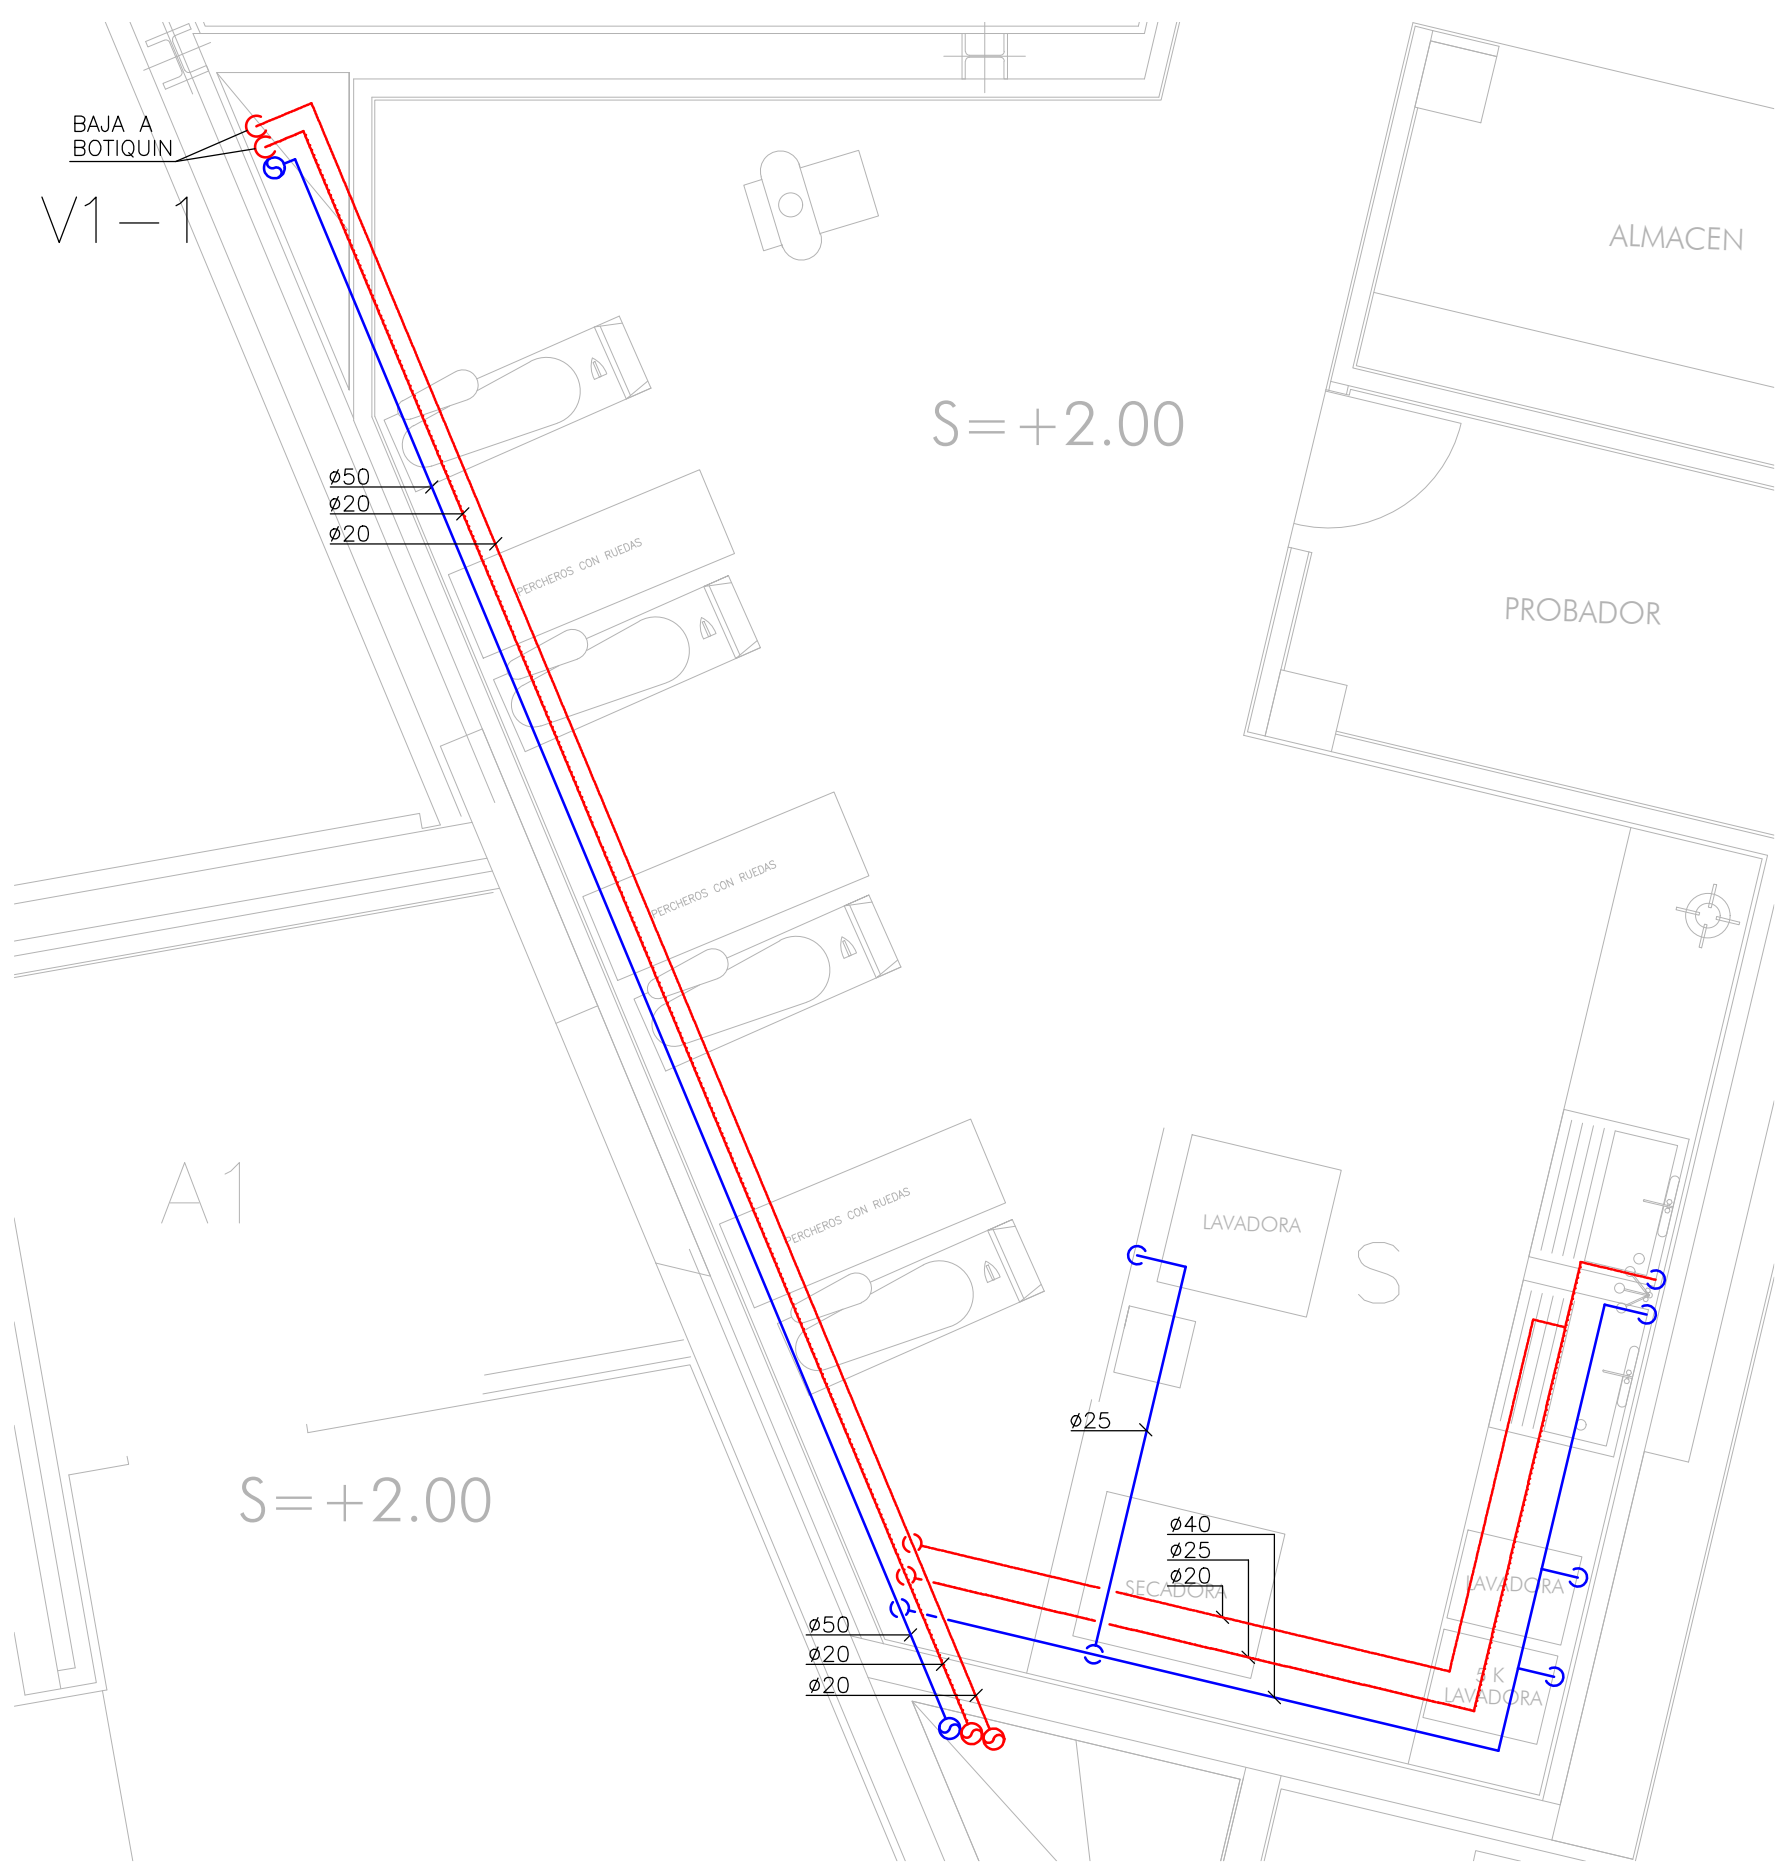 BAJA A
BOTIQUIN
V1-1
ALMACEN
S=+2.00
ø50
ø20
ø20
PERCHEROS CON RUEDAS
PROBADOR
PERCHEROS CON RUEDAS
A1
PERCHEROS CON RUEDAS
LAVADORA
S
ø25
S=+2.00
ø40
ø25
ø20
SECADORA
LAVADORA
ø50
ø20
ø20
5 K
LAVADORA